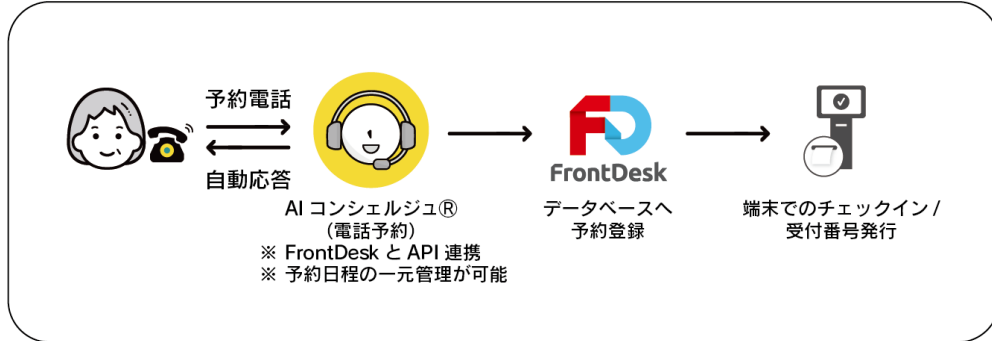 予約電話
自動応答
AI コンシェルジュ®
(電話予約)
※ FrontDesk と API 連携
※ 予約日程の一元管理が可能
FD
FrontDesk
データベースへ
予約登録
端末でのチェックイン /
受付番号発行